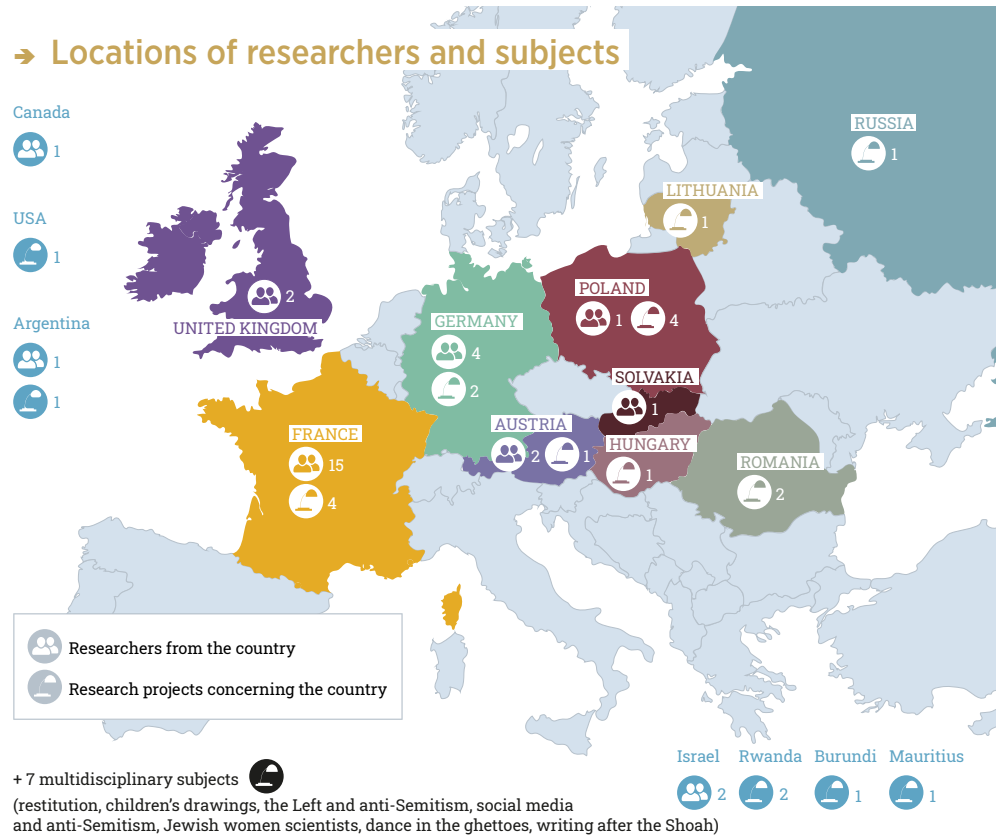 ➔ Locations of researchers and subjects
Canada
1
USA
1
Argentina
1
1
RUSSIA
1
LITHUANIA
1
2
UNITED KINGDOM
POLAND
1 4
GERMANY
4
2
SOLVAKIA
1
AUSTRIA
2 1
HUNGARY
1
FRANCE
15
4
ROMANIA
2
Researchers from the country
Research projects concerning the country
+ 7 multidisciplinary subjects
(restitution, children's drawings, the Left and anti-Semitism, social media
and anti-Semitism, Jewish women scientists, dance in the ghettoes, writing after the Shoah)
Israel Rwanda Burundi Mauritius
2 2 1 1